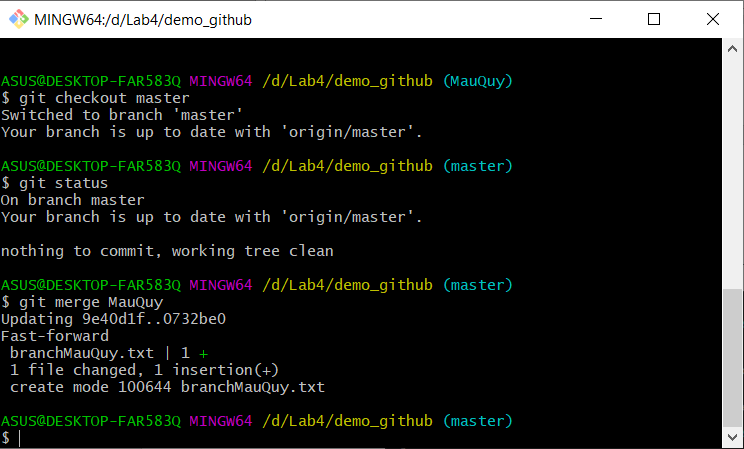 MINGW64:/d/Lab4/demo_github
ASUS@DESKTOP-FAR583Q MINGW64 /d/Lab4/demo_github (MauQuy)
$ git checkout master
Switched to branch 'master'
Your branch is up to date with 'origin/master'.
ASUS@DESKTOP-FAR583Q MINGW64 /d/Lab4/demo_github (master)
$ git status
On branch master
Your branch is up to date with 'origin/master'.
nothing to commit, working tree clean
ASUS@DESKTOP-FAR583Q MINGW64 /d/Lab4/demo_github (master)
$ git merge MauQuy
Updating 9e40d1f..0732be0
Fast-forward
 branchMauQuy.txt | 1 +
 1 file changed, 1 insertion(+)
 create mode 100644 branchMauQuy.txt
ASUS@DESKTOP-FAR583Q MINGW64 /d/Lab4/demo_github (master)
$